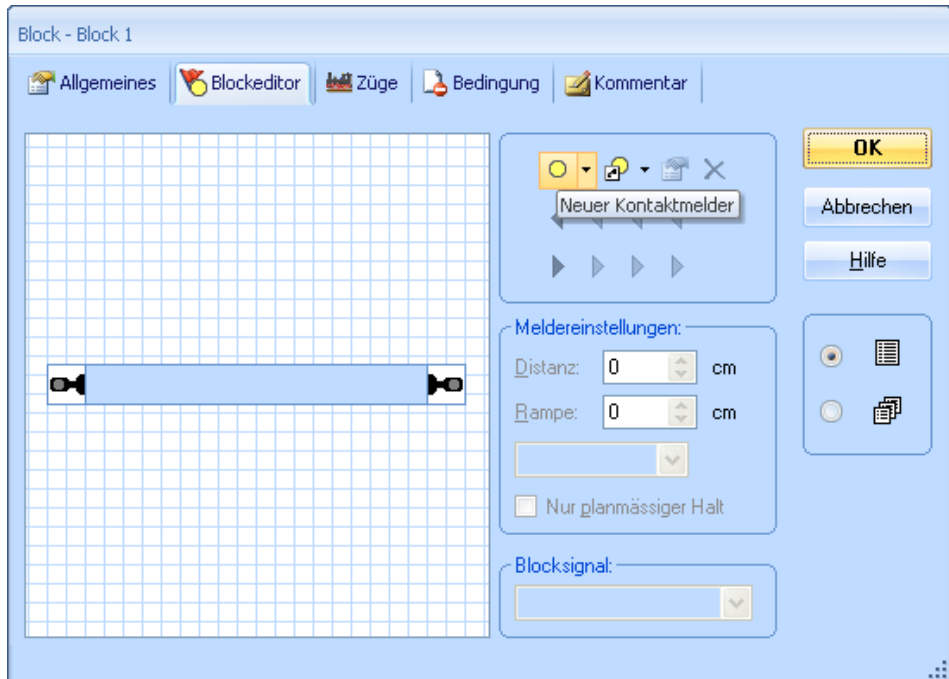 Block - Block 1
Allgemeines
Blockeditor
Züge
Bedingung
Kommentar
Neuer Kontaktmelder
OK
Abbrechen
Hilfe
Meldereinstellungen:
Distanz: 0 cm
Rampe: 0 cm
Nur planmässiger Halt
Blocksignal: